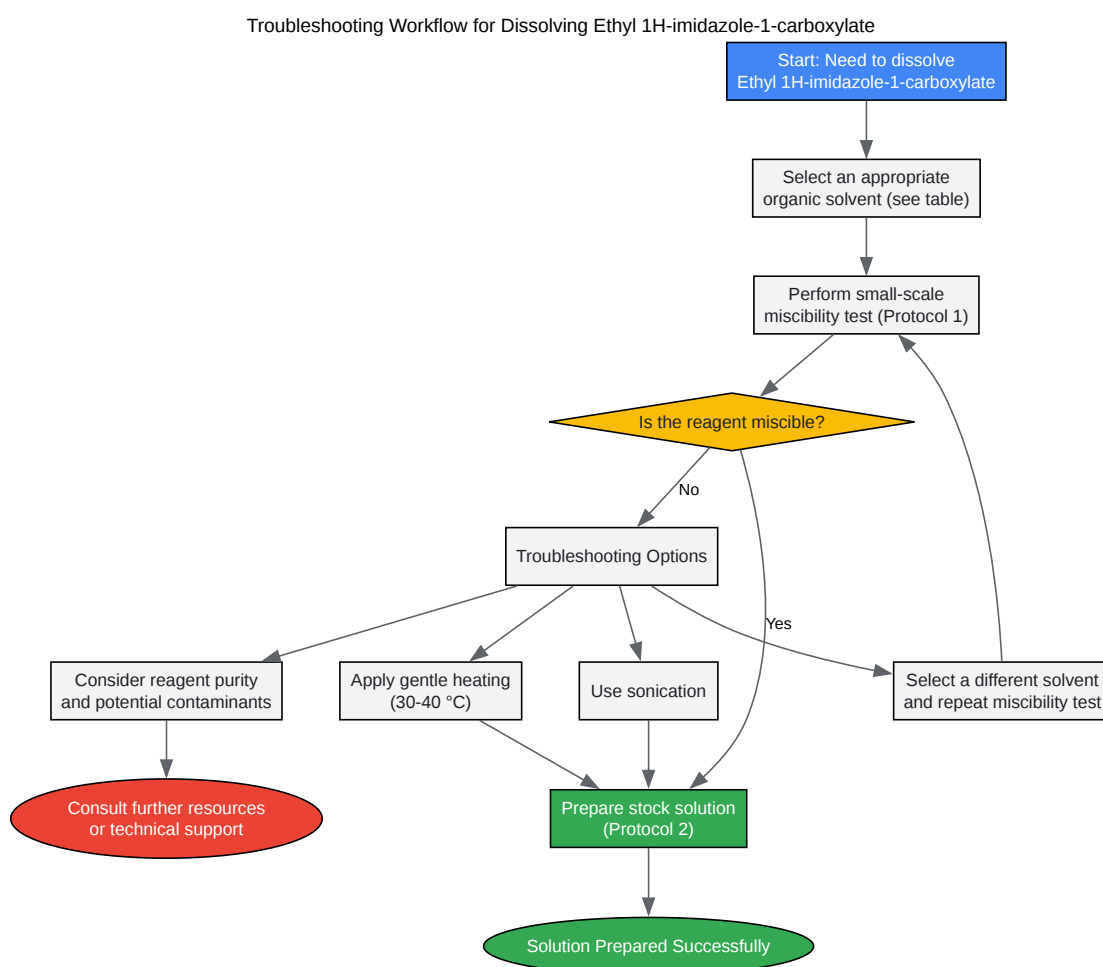 Troubleshooting Workflow for Dissolving Ethyl 1H-imidazole-1-carboxylate
Start: Need to dissolve
Ethyl 1H-imidazole-1-carboxylate
Select an appropriate
organic solvent (see table)
Perform small-scale
miscibility test (Protocol 1)
Is the reagent miscible?
No
Troubleshooting Options
Yes
Consider reagent purity
and potential contaminants
Apply gentle heating
(30-40 °C)
Use sonication
Select a different solvent
and repeat miscibility test
Consult further resources
or technical support
Prepare stock solution
(Protocol 2)
Solution Prepared Successfully